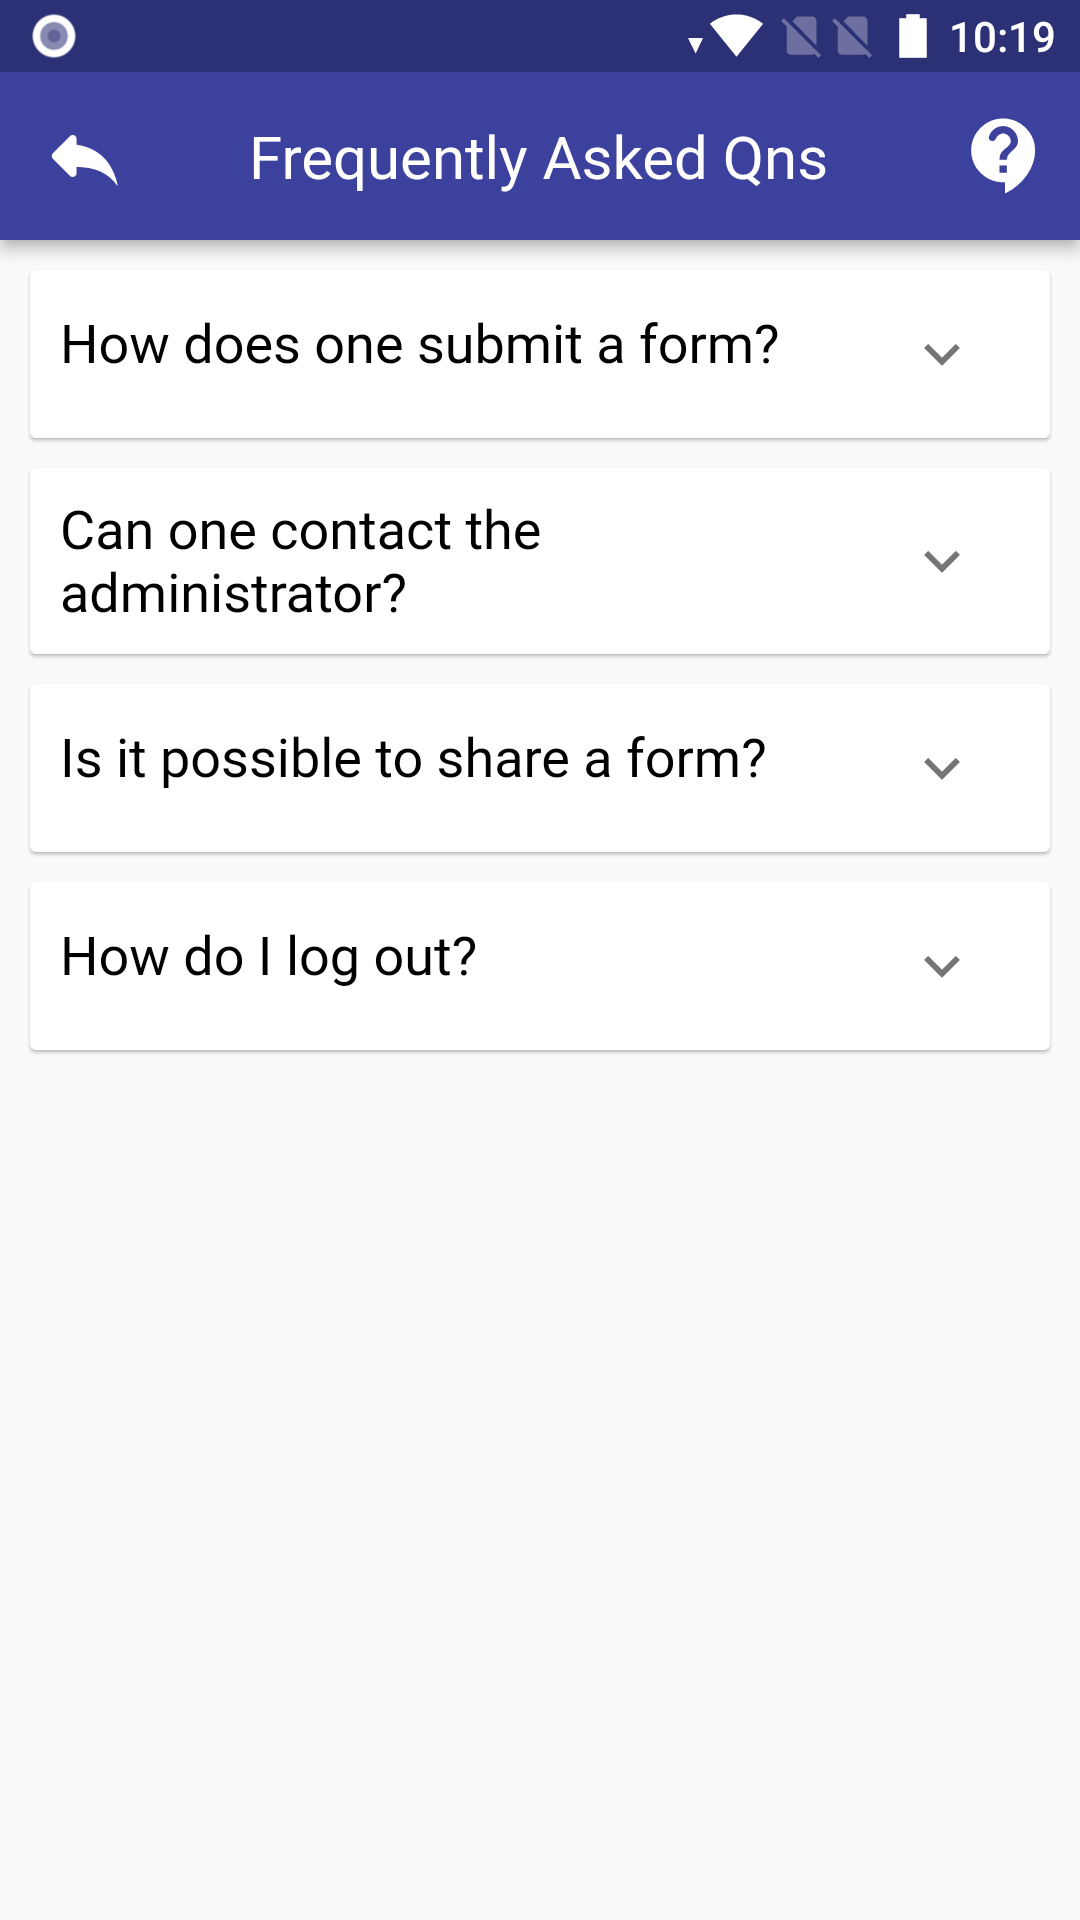 10:19
Frequently Asked Qns
How does one submit a form?
Can one contact the
administrator?
Is it possible to share a form?
How do I log out?